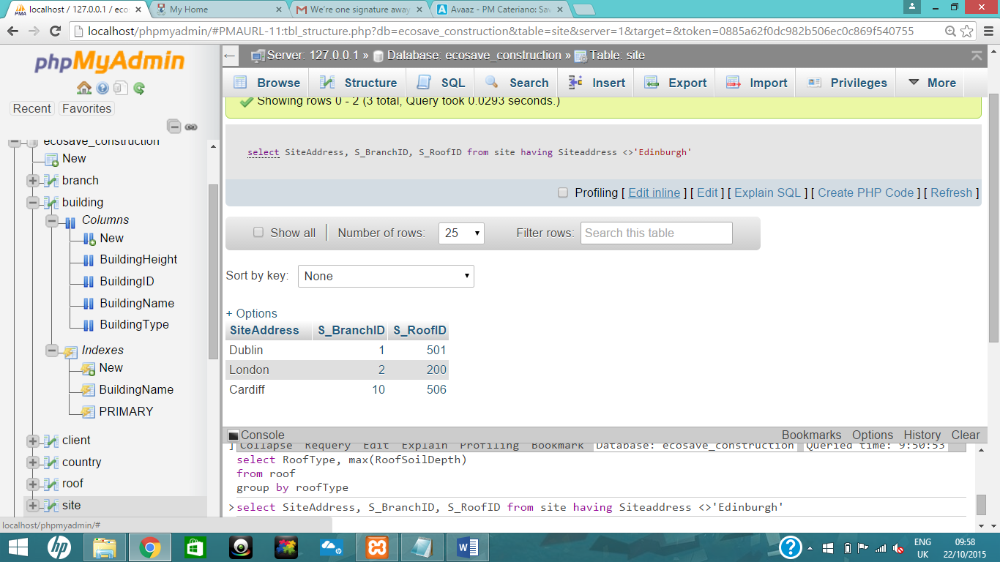 localhost / 127.0.0.1 / ecos
My Home
We're one signature away
Avaaz - PM Cateriano: Sav
localhost/phpmyadmin/#PMAURL-11:tbl_structure.php?db=ecosave_construction&table=site&server=1&target=&token=0885a62f0dc982b506ec0c869f540755
phpMyAdmin
Recent Favorites
ecosave_construction
New
branch
building
Columns
New
BuildingHeight
BuildingID
BuildingName
BuildingType
Indexes
New
BuildingName
PRIMARY
client
country
roof
site
localhost/phpmyadmin/#
Server: 127.0.0.1 » Database: ecosave_construction » Table: site
Browse Structure SQL Search Insert Export Import Privileges More
Showing rows 0 - 2 (3 total, Query took 0.0293 seconds.)
select SiteAddress, S_BranchID, S_RoofID from site having Siteaddress <>'Edinburgh'
Profiling [ Edit inline ] [ Edit ] [ Explain SQL ] [ Create PHP Code ] [ Refresh ]
Show all Number of rows: 25 Filter rows: Search this table
Sort by key: None
+ Options
SiteAddress S_BranchID S_RoofID
Dublin 1 501
London 2 200
Cardiff 10 506
Console Bookmarks Options History Clear
Collapse Requery Edit Explain Profiling Bookmark Database: ecosave_construction Queried time: 9:50:53
select RoofType, max(RoofSoilDepth)
from roof
group by roofType
>select SiteAddress, S_BranchID, S_RoofID from site having Siteaddress <>'Edinburgh'
ENG 09:58
UK 22/10/2015